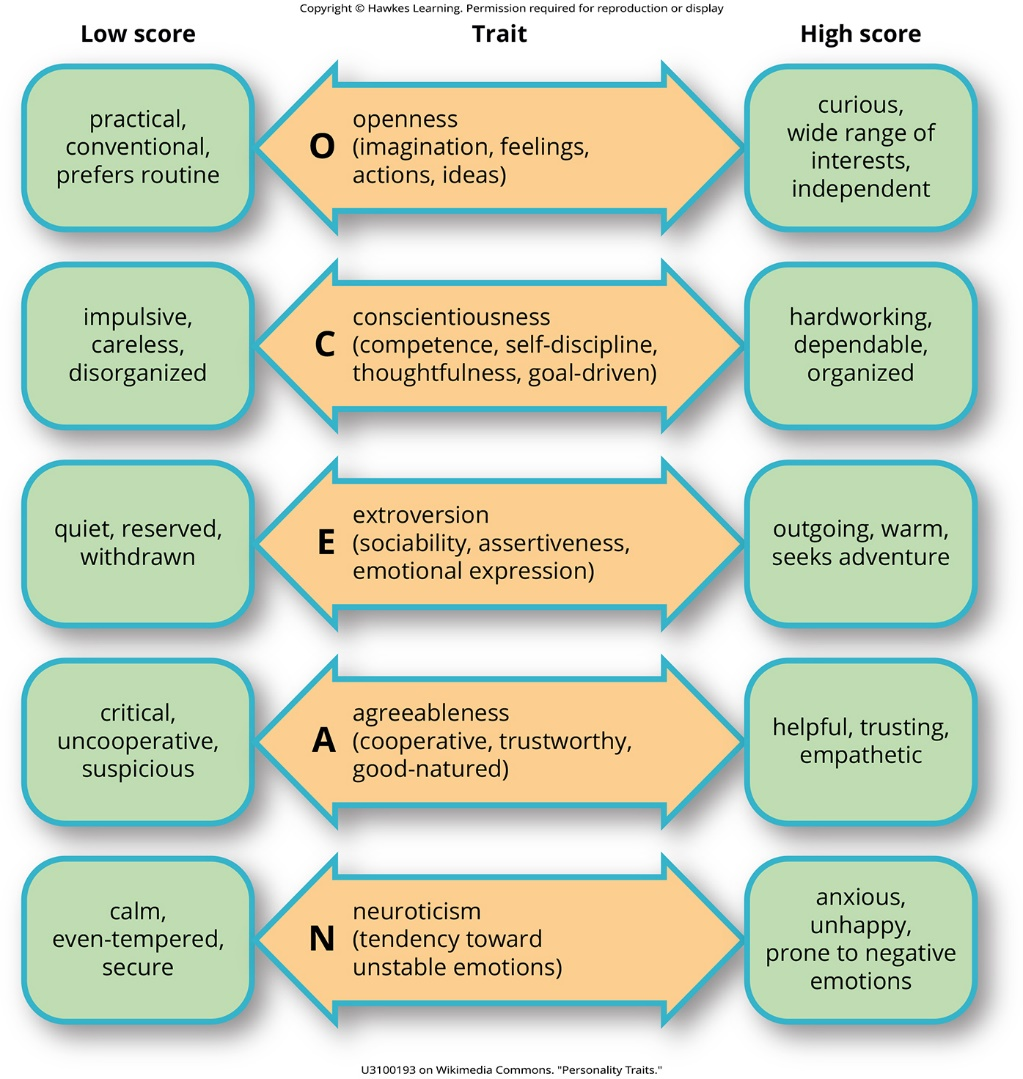 Copyright © Hawkes Learning. Permission required for reproduction or display
Low score
Trait
High score
practical,
conventional,
prefers routine
O
openness
(imagination, feelings,
actions, ideas)
curious,
wide range of
interests,
independent
impulsive,
careless,
disorganized
C
conscientiousness
(competence, self-discipline,
thoughtfulness, goal-driven)
hardworking,
dependable,
organized
quiet, reserved,
withdrawn
E
extroversion
(sociability, assertiveness,
emotional expression)
outgoing, warm,
seeks adventure
critical,
uncooperative,
suspicious
A
agreeableness
(cooperative, trustworthy,
good-natured)
helpful, trusting,
empathetic
calm,
even-tempered,
secure
N
neuroticism
(tendency toward
unstable emotions)
anxious,
unhappy,
prone to negative
emotions
U3100193 on Wikimedia Commons. "Personality Traits."